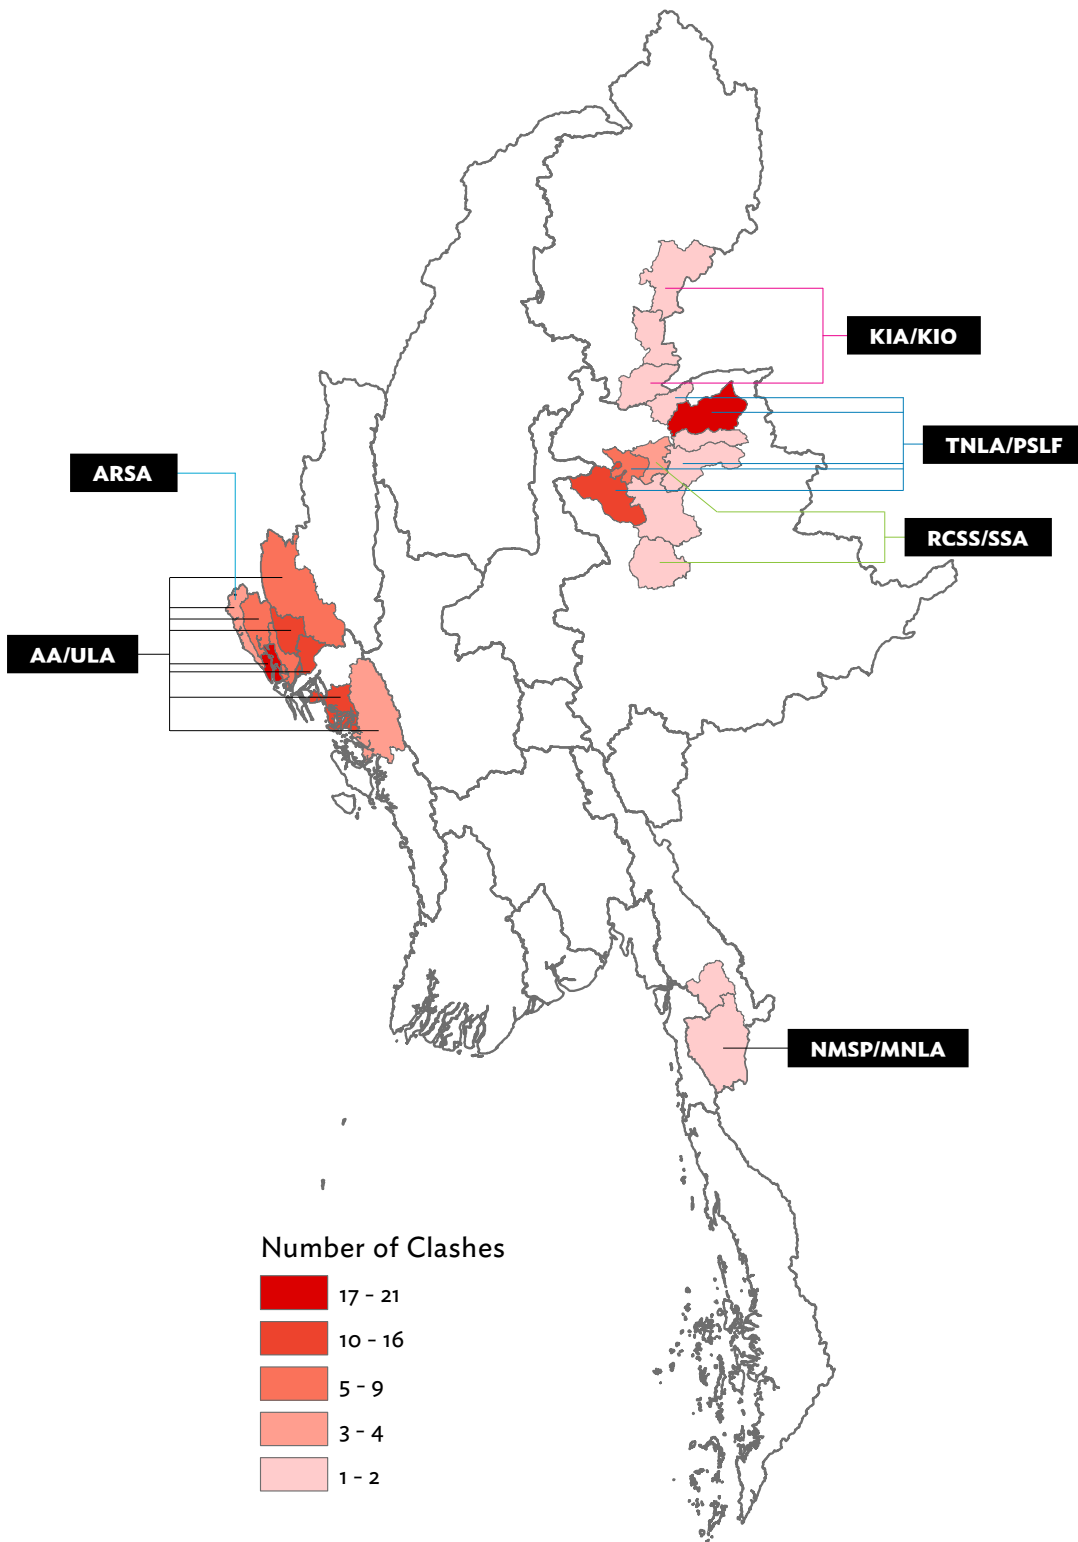 KIA/KIO
TNLA/PSLF
ARSA
RCSS/SSA
AA/ULA
NMSP/MNLA
Number of Clashes
17 - 21
10 - 16
5 - 9
3 - 4
1 - 2